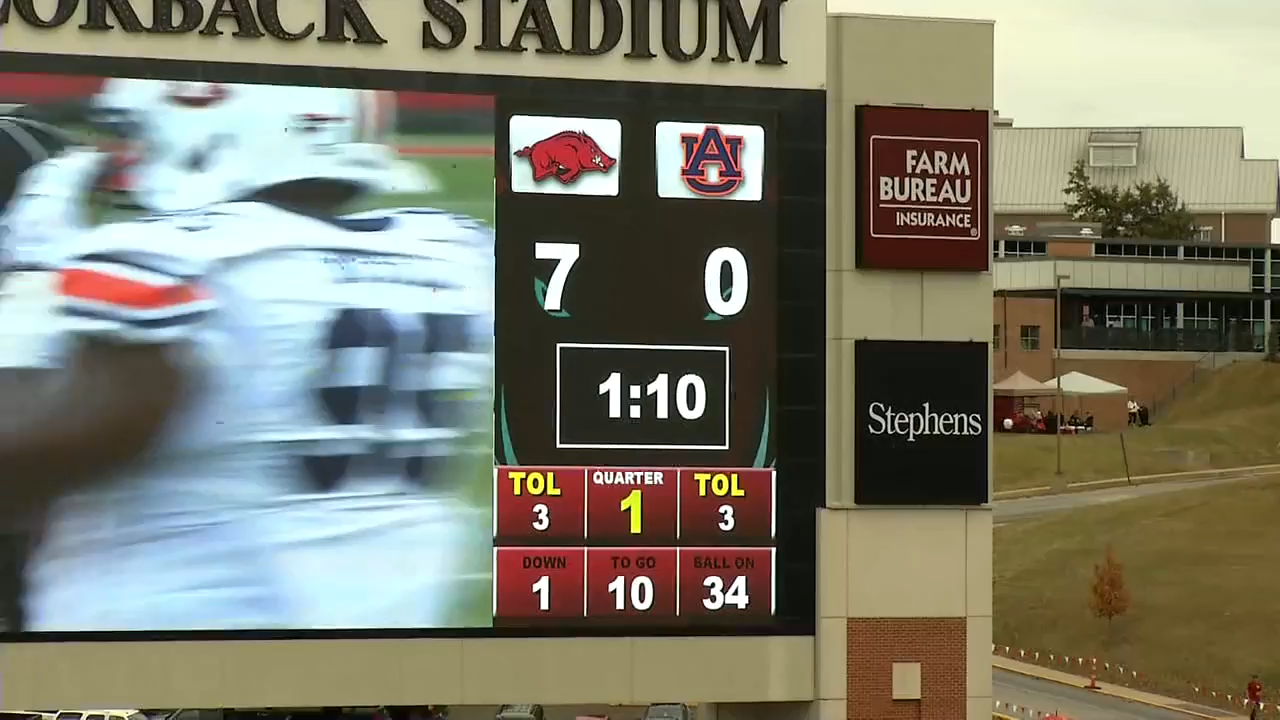 ORBACK STADIUM
AU
7 0
1:10
TOL QUARTER TOL
3 1 3
DOWN TO GO BALL ON
1 10 34
FARM
BUREAU
INSURANCE
Stephens